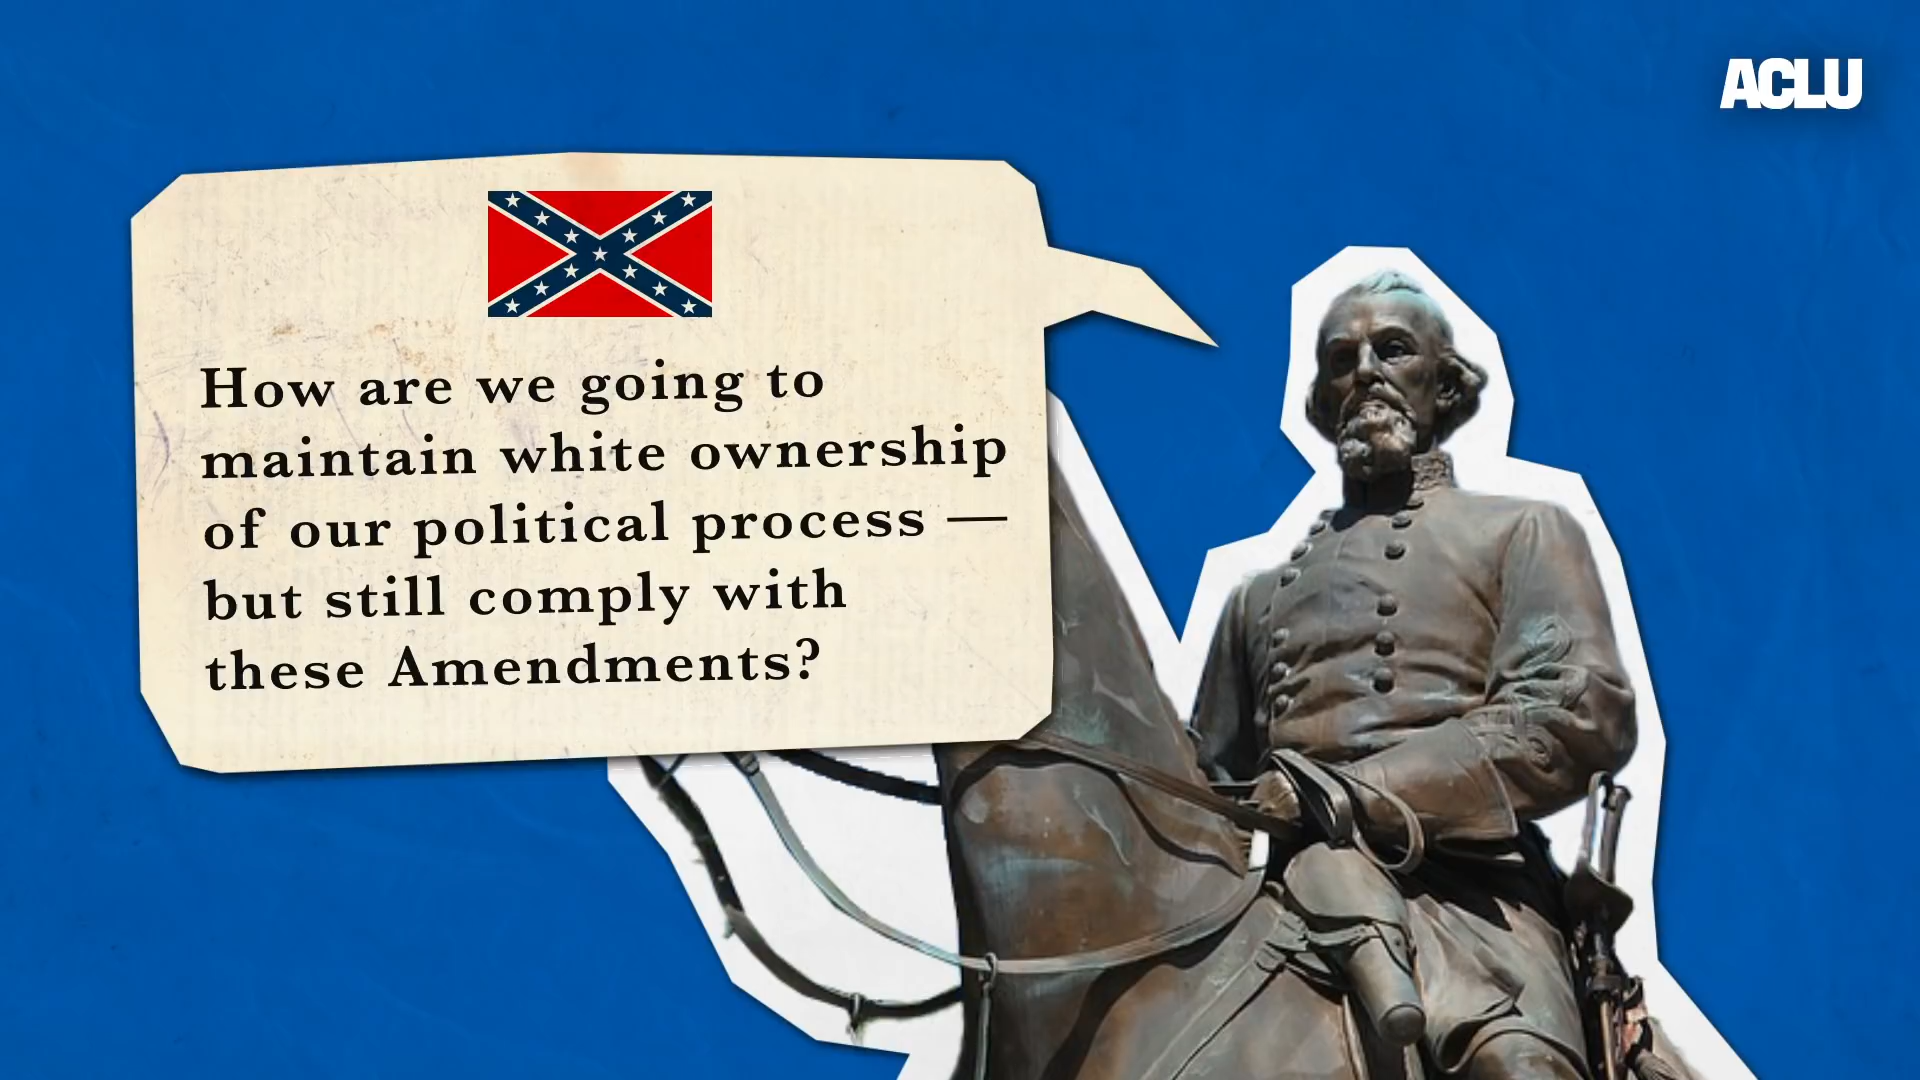 ACLU
How are we going to
maintain white ownership
of our political process —
but still comply with
these Amendments?